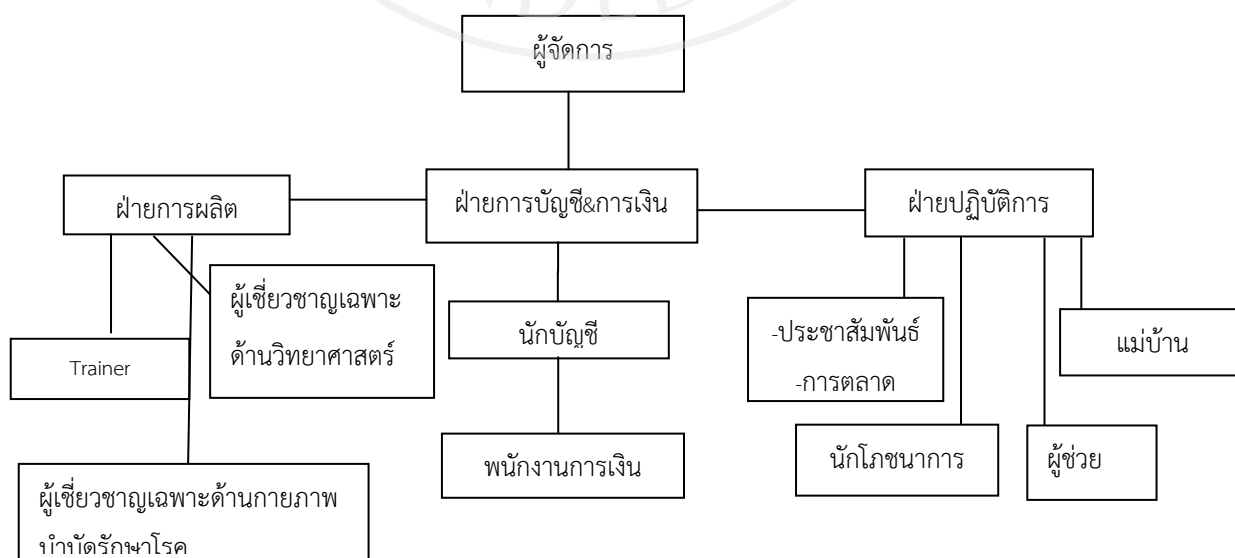 ผู้จัดการ
ฝ่ายการผลิต
ฝ่ายการบัญชี&การเงิน
ฝ่ายปฏิบัติการ
ผู้เชี่ยวชาญเฉพาะ
ด้านวิทยาศาสตร์
Trainer
นักบัญชี
-ประชาสัมพันธ์
-การตลาด
แม่บ้าน
พนักงานการเงิน
นักโภชนาการ
ผู้ช่วย
ผู้เชี่ยวชาญเฉพาะด้านกายภาพ
บำบัดรักษาโรค